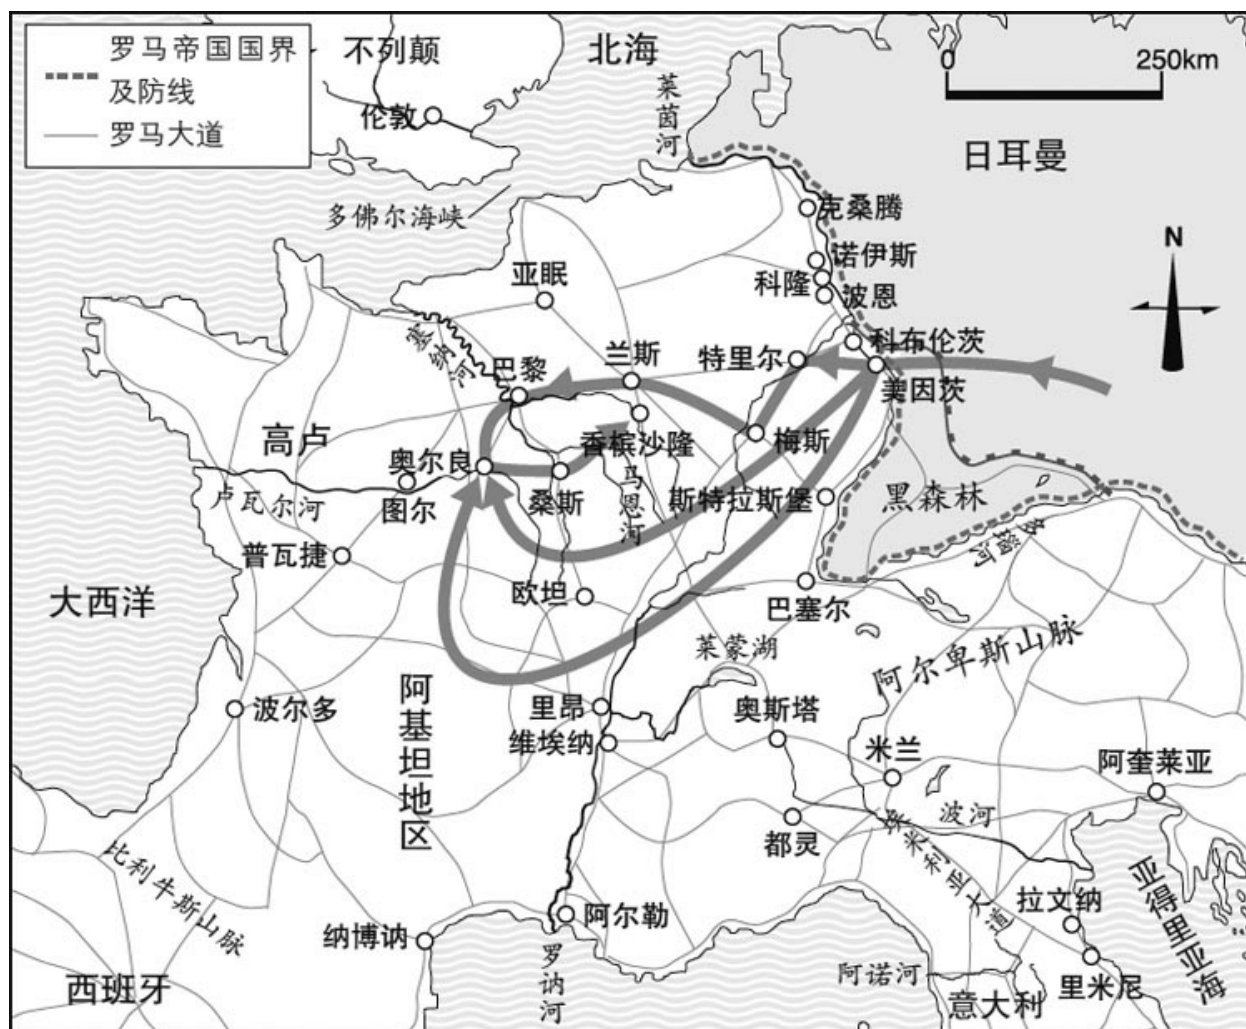 罗马帝国国界
及防线
罗马大道
不列颠
北海
0
250km
莱茵河
伦敦
日耳曼
多佛尔海峡
克桑腾
N
诺伊斯
亚眠
科隆
波恩
塞纳河
兰斯
特里尔
科布伦茨
巴黎
美因茨
高卢
香槟沙隆
梅斯
奥尔良
马恩河
卢瓦尔河
图尔
桑斯
斯特拉斯堡
黑森林
多瑙河
普瓦捷
大西洋
欧坦
巴塞尔
莱蒙湖
阿尔卑斯山脉
阿基坦地区
波尔多
里昂
奥斯塔
维埃纳
米兰
阿奎莱亚
波河
都灵
埃米利亚大道
比利牛斯山脉
亚得里亚海
拉文纳
阿尔勒
纳博讷
罗讷河
阿诺河
里米尼
西班牙
意大利